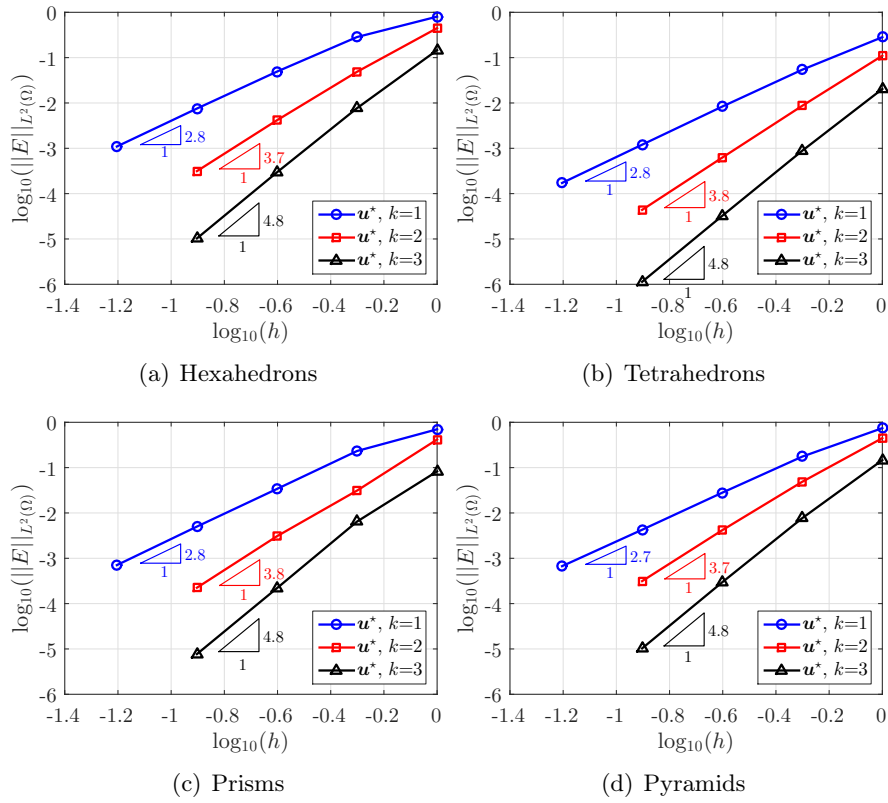 0
-1
-2
-3
-4
-5
-6
log₁₀(||E||_{L²(Ω)})
2.8
1
3.7
1
4.8
1
u⋆, k=1
u⋆, k=2
u⋆, k=3
-1.4 -1.2 -1 -0.8 -0.6 -0.4 -0.2 0
log₁₀(h)
(a) Hexahedrons
0
-1
-2
-3
-4
-5
-6
log₁₀(||E||_{L²(Ω)})
2.8
1
3.8
1
4.8
1
u⋆, k=1
u⋆, k=2
u⋆, k=3
-1.4 -1.2 -1 -0.8 -0.6 -0.4 -0.2 0
log₁₀(h)
(b) Tetrahedrons
0
-1
-2
-3
-4
-5
-6
log₁₀(||E||_{L²(Ω)})
2.8
1
3.8
1
4.8
1
u⋆, k=1
u⋆, k=2
u⋆, k=3
-1.4 -1.2 -1 -0.8 -0.6 -0.4 -0.2 0
log₁₀(h)
(c) Prisms
0
-1
-2
-3
-4
-5
-6
log₁₀(||E||_{L²(Ω)})
2.7
1
3.7
1
4.8
1
u⋆, k=1
u⋆, k=2
u⋆, k=3
-1.4 -1.2 -1 -0.8 -0.6 -0.4 -0.2 0
log₁₀(h)
(d) Pyramids